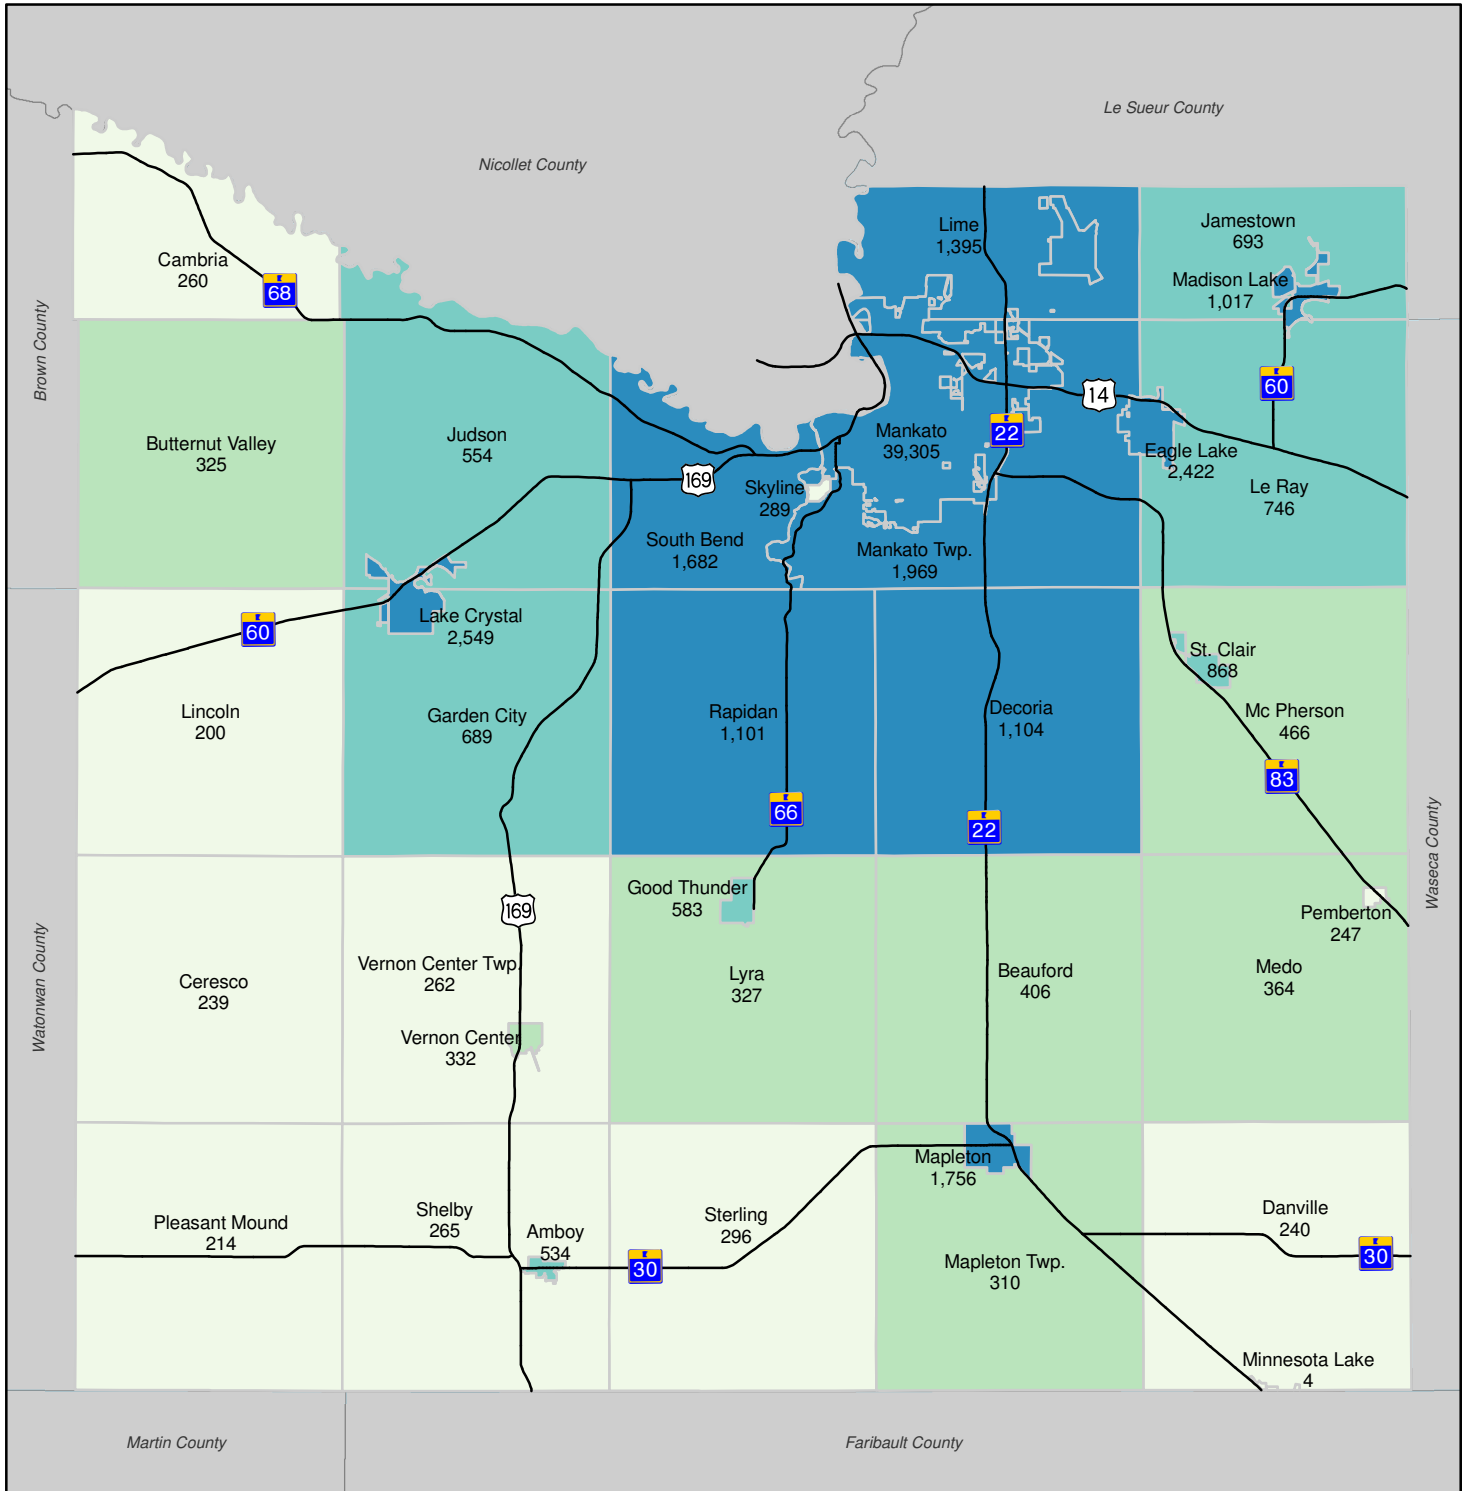 Le Sueur County
Nicollet County
Lime
1,395
Jamestown
693
Cambria
260
68
Madison Lake
1,017
Brown County
60
14
22
Butternut Valley
325
Judson
554
Mankato
39,305
Eagle Lake
2,422
169
Skyline
289
Le Ray
746
South Bend
1,682
Mankato Twp.
1,969
60
Lake Crystal
2,549
St. Clair
868
Lincoln
200
Garden City
689
Rapidan
1,101
Decoria
1,104
Mc Pherson
466
83
66
22
Waseca County
Good Thunder
583
169
Pemberton
247
Watonwan County
Ceresco
239
Vernon Center Twp.
262
Lyra
327
Beauford
406
Medo
364
Vernon Center
332
Mapleton
1,756
Pleasant Mound
214
Shelby
265
Amboy
534
Sterling
296
Danville
240
30
30
Mapleton Twp.
310
Minnesota Lake
4
Martin County
Faribault County